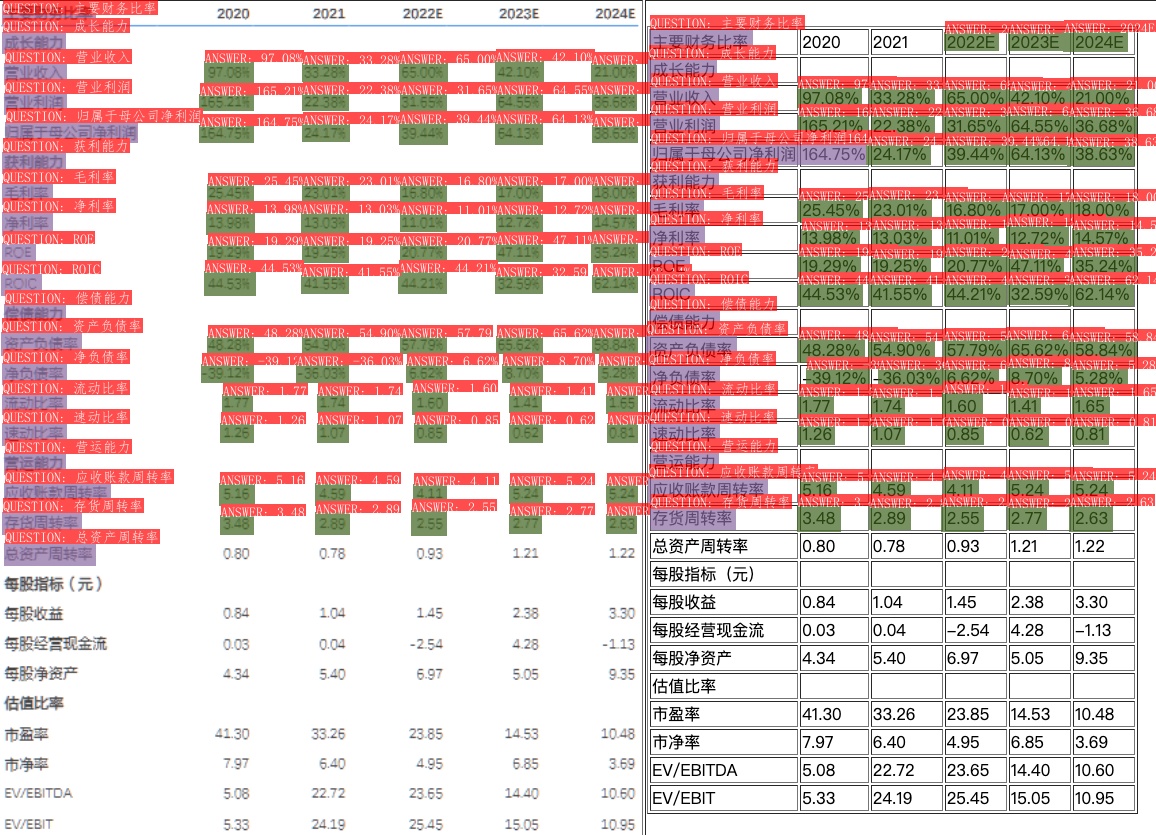 QUESTION: 主要财务比率
主要财务比率 2020 2021 2022E 2023E 2024E
QUESTION: 成长能力
成长能力
QUESTION: 营业收入 ANSWER: 97.08% ANSWER: 33.28% ANSWER: 65.00% ANSWER: 42.10%
营业收入 97.08% 33.28% 65.00% 42.10% 21.00%
QUESTION: 营业利润 ANSWER: 165.21% ANSWER: 22.38% ANSWER: 31.65% ANSWER: 64.55%
营业利润 165.21% 22.38% 31.65% 64.55% 36.68%
QUESTION: 归属于母公司净利润 ANSWER: 164.75% ANSWER: 24.17% ANSWER: 39.44% ANSWER: 64.13%
归属于母公司净利润 164.75% 24.17% 39.44% 64.13% 38.63%
QUESTION: 获利能力
获利能力
QUESTION: 毛利率 ANSWER: 25.45% ANSWER: 23.01% ANSWER: 16.80% ANSWER: 17.00%
毛利率 25.45% 23.01% 16.80% 17.00% 18.00%
QUESTION: 净利率 ANSWER: 13.98% ANSWER: 13.03% ANSWER: 11.01% ANSWER: 12.72%
净利率 13.98% 13.03% 11.01% 12.72% 14.57%
QUESTION: ROE ANSWER: 19.29% ANSWER: 19.25% ANSWER: 20.77% ANSWER: 47.11%
ROE 19.29% 19.25% 20.77% 47.11% 35.24%
QUESTION: ROIC ANSWER: 44.53% ANSWER: 41.55% ANSWER: 44.21% ANSWER: 32.59
ROIC 44.53% 41.55% 44.21% 32.59% 62.14%
QUESTION: 偿债能力
偿债能力
QUESTION: 资产负债率 ANSWER: 48.28% ANSWER: 54.90% ANSWER: 57.79 ANSWER: 65.62%
资产负债率 48.28% 54.90% 57.79% 65.62% 58.84%
QUESTION: 净负债率 ANSWER: -39.12 ANSWER: -36.03% ANSWER: 6.62% ANSWER: 8.70%
净负债率 -39.12% -36.03% 6.62% 8.70% 5.28%
QUESTION: 流动比率 ANSWER: 1.77 ANSWER: 1.74 ANSWER: 1.60 ANSWER: 1.41
流动比率 1.77 1.74 1.60 1.41 1.65
QUESTION: 速动比率 ANSWER: 1.26 ANSWER: 1.07 ANSWER: 0.85 ANSWER: 0.62
速动比率 1.26 1.07 0.85 0.62 0.81
QUESTION: 营运能力
营运能力
QUESTION: 应收账款周转率 ANSWER: 5.16 ANSWER: 4.59 ANSWER: 4.11 ANSWER: 5.24
应收账款周转率 5.16 4.59 4.11 5.24 5.24
QUESTION: 存货周转率 ANSWER: 3.48 ANSWER: 2.89 ANSWER: 2.55 ANSWER: 2.77
存货周转率 3.48 2.89 2.55 2.77 2.63
QUESTION: 总资产周转率
总资产周转率 0.80 0.78 0.93 1.21 1.22
每股指标（元）
每股收益 0.84 1.04 1.45 2.38 3.30
每股经营现金流 0.03 0.04 -2.54 4.28 -1.13
每股净资产 4.34 5.40 6.97 5.05 9.35
估值比率
市盈率 41.30 33.26 23.85 14.53 10.48
市净率 7.97 6.40 4.95 6.85 3.69
EV/EBITDA 5.08 22.72 23.65 14.40 10.60
EV/EBIT 5.33 24.19 25.45 15.05 10.95
QUESTION: 主要财务比率
主要财务比率 2020 2021 2022E 2023E 2024E
QUESTION: 成长能力
成长能力
QUESTION: 营业收入
营业收入 97.08% 33.28% 65.00% 42.10% 21.00%
QUESTION: 营业利润
营业利润 165.21% 22.38% 31.65% 64.55% 36.68%
QUESTION: 归属于母公司净利润164
归属于母公司净利润 164.75% 24.17% 39.44% 64.13% 38.63%
QUESTION: 获利能力
获利能力
QUESTION: 毛利率
毛利率 25.45% 23.01% 16.80% 17.00% 18.00%
QUESTION: 净利率
净利率 13.98% 13.03% 11.01% 12.72% 14.57%
QUESTION: ROE
ROE 19.29% 19.25% 20.77% 47.11% 35.24%
QUESTION: ROIC
ROIC 44.53% 41.55% 44.21% 32.59% 62.14%
QUESTION: 偿债能力
偿债能力
QUESTION: 资产负债率
资产负债率 48.28% 54.90% 57.79% 65.62% 58.84%
QUESTION: 净负债率
净负债率 −39.12% −36.03% 6.62% 8.70% 5.28%
QUESTION: 流动比率
流动比率 1.77 1.74 1.60 1.41 1.65
QUESTION: 速动比率
速动比率 1.26 1.07 0.85 0.62 0.81
QUESTION: 营运能力
营运能力
QUESTION: 应收账款周转率
应收账款周转率 5.16 4.59 4.11 5.24 5.24
QUESTION: 存货周转率
存货周转率 3.48 2.89 2.55 2.77 2.63
总资产周转率 0.80 0.78 0.93 1.21 1.22
每股指标（元）
每股收益 0.84 1.04 1.45 2.38 3.30
每股经营现金流 0.03 0.04 −2.54 4.28 −1.13
每股净资产 4.34 5.40 6.97 5.05 9.35
估值比率
市盈率 41.30 33.26 23.85 14.53 10.48
市净率 7.97 6.40 4.95 6.85 3.69
EV/EBITDA 5.08 22.72 23.65 14.40 10.60
EV/EBIT 5.33 24.19 25.45 15.05 10.95